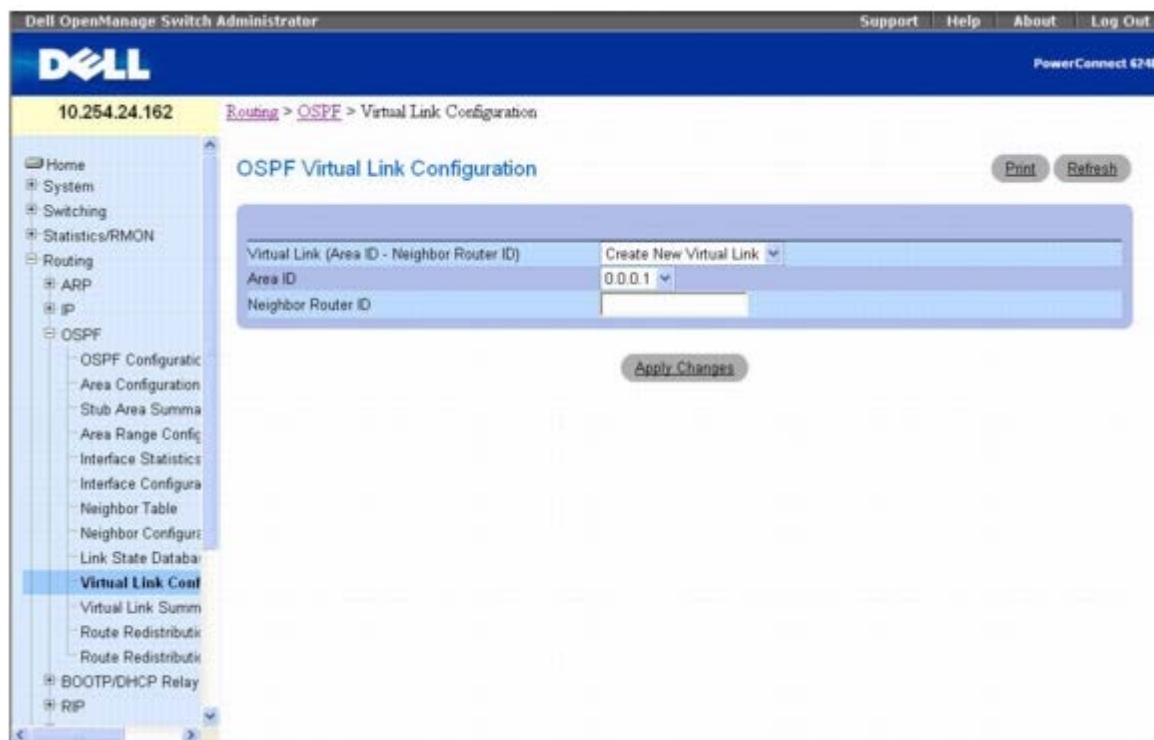 Dell OpenManage Switch Administrator
Support Help About Log Out
DELL
PowerConnect 624
10.254.24.162
Routing > OSPF > Virtual Link Configuration
Home
System
Switching
Statistics/RMON
Routing
ARP
IP
OSPF
OSPF Configuratic
Area Configuration
Stub Area Summa
Area Range Config
Interface Statistics
Interface Configura
Neighbor Table
Neighbor Configura
Link State Databa
Virtual Link Conf
Virtual Link Summ
Route Redistributi
Route Redistributi
BOOTP/DHCP Relay
RIP
OSPF Virtual Link Configuration
Print Refresh
Virtual Link (Area ID - Neighbor Router ID) Create New Virtual Link
Area ID 0.0.0.1
Neighbor Router ID
Apply Changes